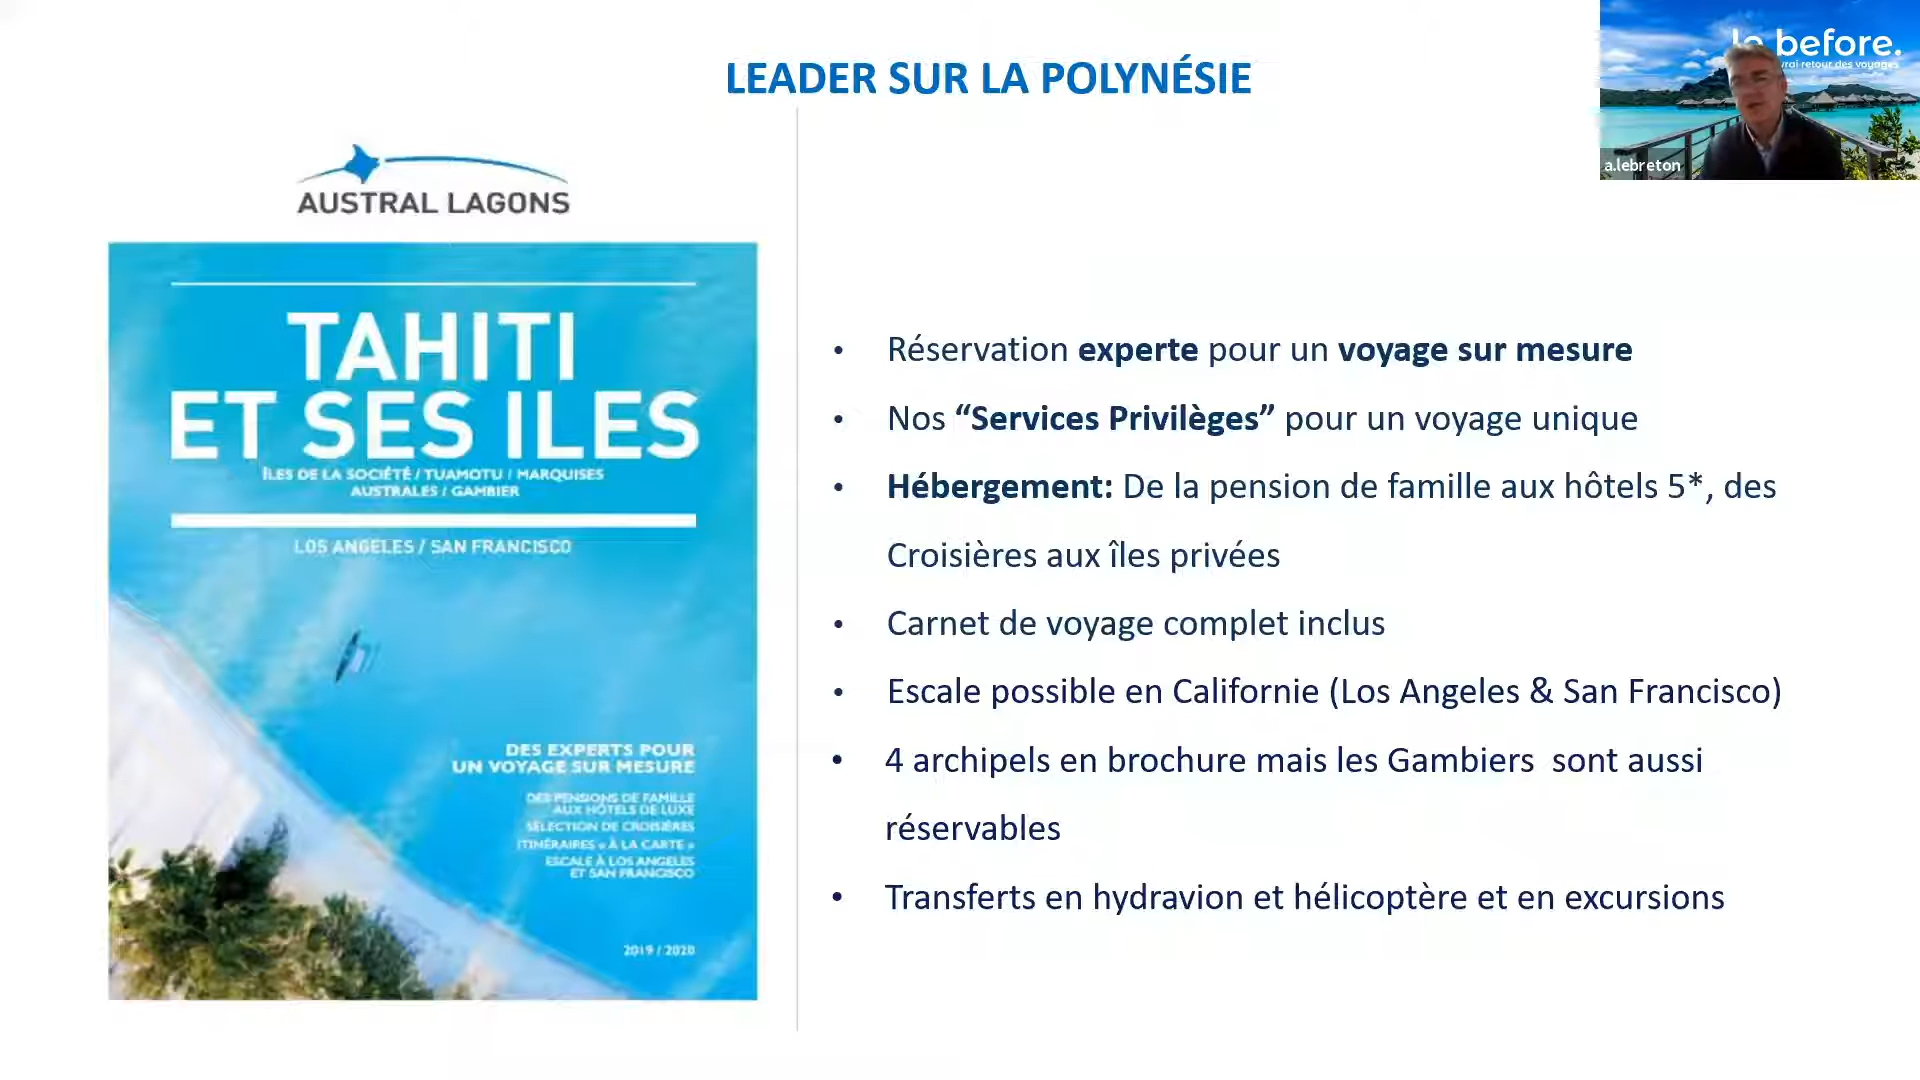 LEADER SUR LA POLYNÉSIE
before.
vrai retour des voyages
a.lebreton
AUSTRAL LAGONS
TAHITI
ET SES ILES
ÎLES DE LA SOCIÉTÉ / TUAMOTU / MARQUISES
AUSTRALES / GAMBIER
LOS ANGELES / SAN FRANCISCO
DES EXPERTS POUR
UN VOYAGE SUR MESURE
DES PENSIONS DE FAMILLE
AUX HÔTELS DE LUXE
SÉLECTION DE CROISIÈRES
ITINÉRAIRES « À LA CARTE »
ESCALE À LOS ANGELES
ET SAN FRANCISCO
2019 / 2020
• Réservation experte pour un voyage sur mesure
• Nos “Services Privilèges” pour un voyage unique
• Hébergement: De la pension de famille aux hôtels 5*, des
Croisières aux îles privées
• Carnet de voyage complet inclus
• Escale possible en Californie (Los Angeles & San Francisco)
• 4 archipels en brochure mais les Gambiers sont aussi
réservables
• Transferts en hydravion et hélicoptère et en excursions